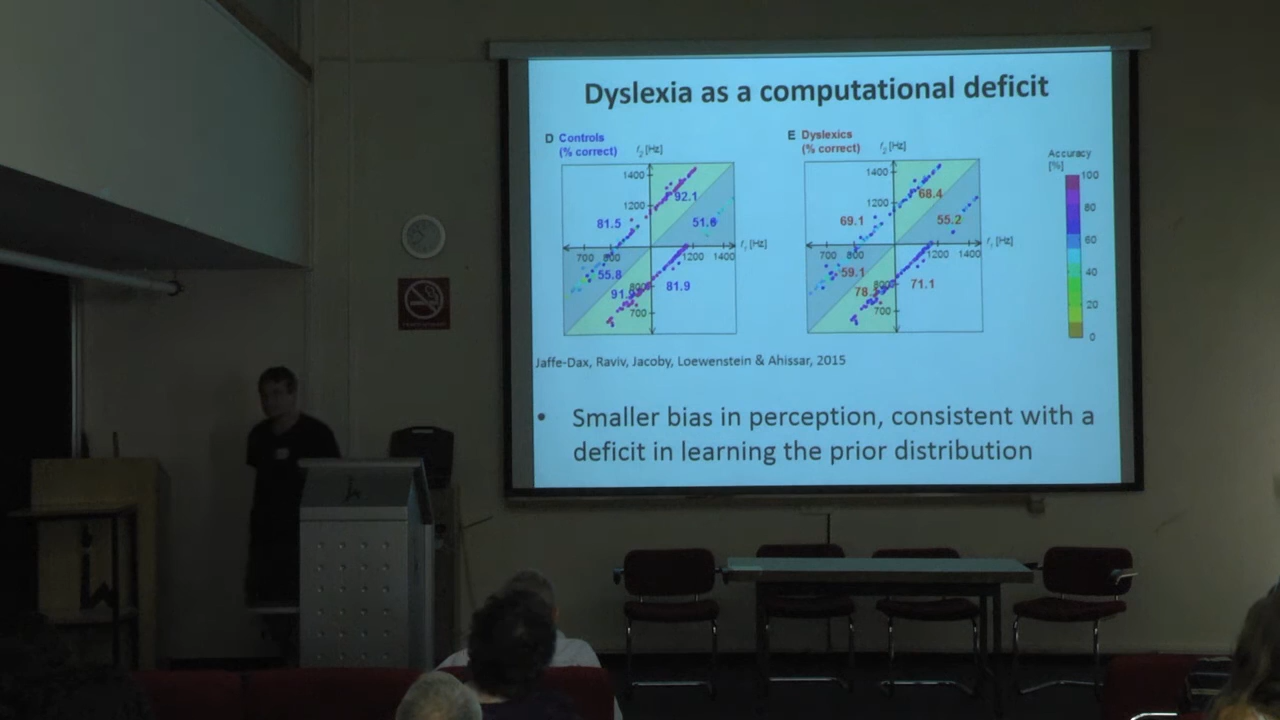 Dyslexia as a computational deficit
D Controls
(% correct)
f2 [Hz]
1400
1200
92.1
81.5
51.6
f1 [Hz]
700 800
1200 1400
55.8
800
81.9
700
E Dyslexics
(% correct)
f2 [Hz]
1400
1200
68.4
69.1
55.2
f1 [Hz]
700 800
1200 1400
59.1
800
71.1
700
Accuracy
[%]
100
80
60
40
20
0
Jaffe-Dax, Raviv, Jacoby, Loewenstein & Ahissar, 2015
• Smaller bias in perception, consistent with a
deficit in learning the prior distribution